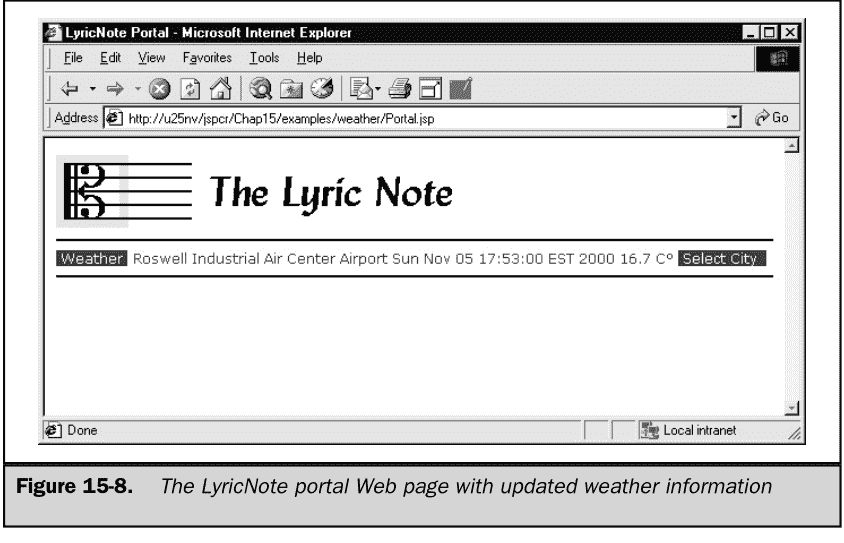 LyricNote Portal - Microsoft Internet Explorer
File Edit View Favorites Tools Help
Address http://u25nv/jspcr/Chap15/examples/weather/Portal.jsp Go
The Lyric Note
Weather Roswell Industrial Air Center Airport Sun Nov 05 17:53:00 EST 2000 16.7 Cº Select City
Done Local intranet
Figure 15-8. The LyricNote portal Web page with updated weather information